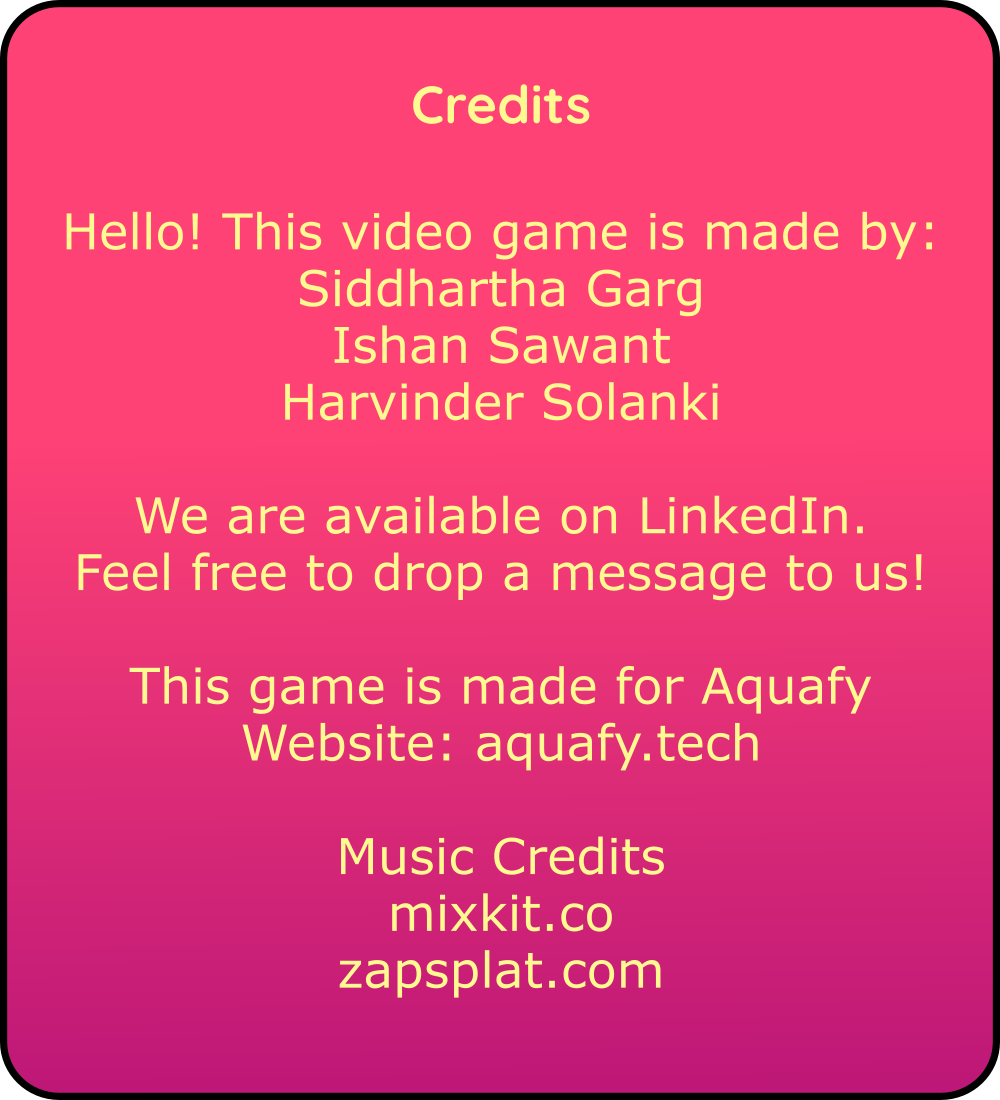 Credits
Hello! This video game is made by:
Siddhartha Garg
Ishan Sawant
Harvinder Solanki
We are available on LinkedIn.
Feel free to drop a message to us!
This game is made for Aquafy
Website: aquafy.tech
Music Credits
mixkit.co
zapsplat.com